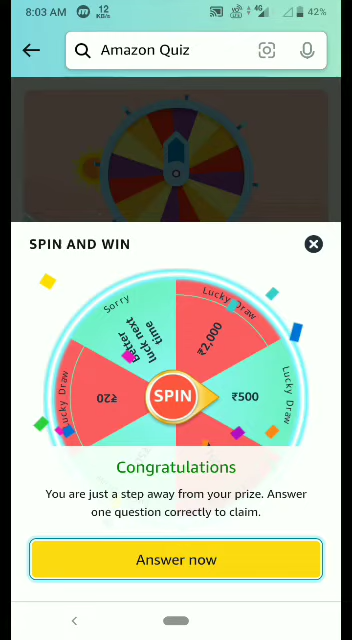 8:03 AM
12
KB/s
4G
42%
Amazon Quiz
SPIN AND WIN
Sorry
better
luck next
time
Lucky Draw
₹2,000
Lucky Draw
₹500
Lucky Draw
₹20
SPIN
Congratulations
You are just a step away from your prize. Answer
one question correctly to claim.
Answer now